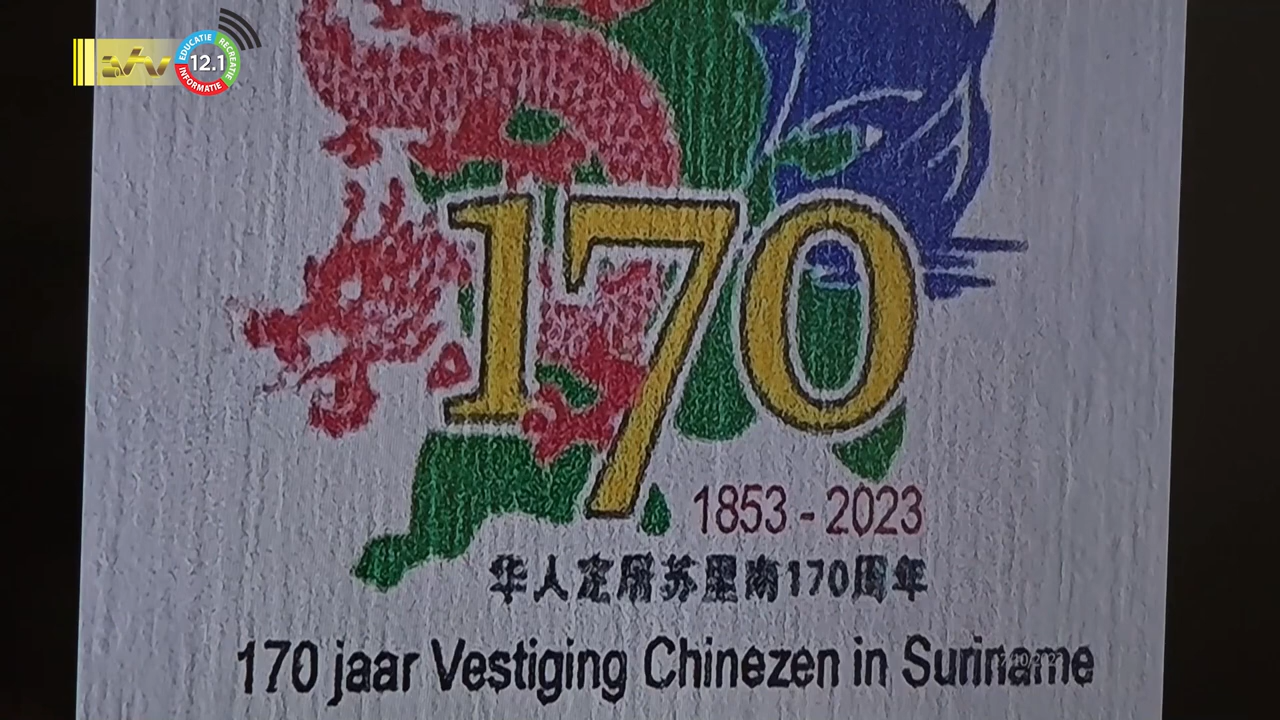 EDUCATIE
RECREATIE
INFORMATIE
12.1
170
1853 - 2023
华人定居苏里南170周年
170 jaar Vestiging Chinezen in Suriname